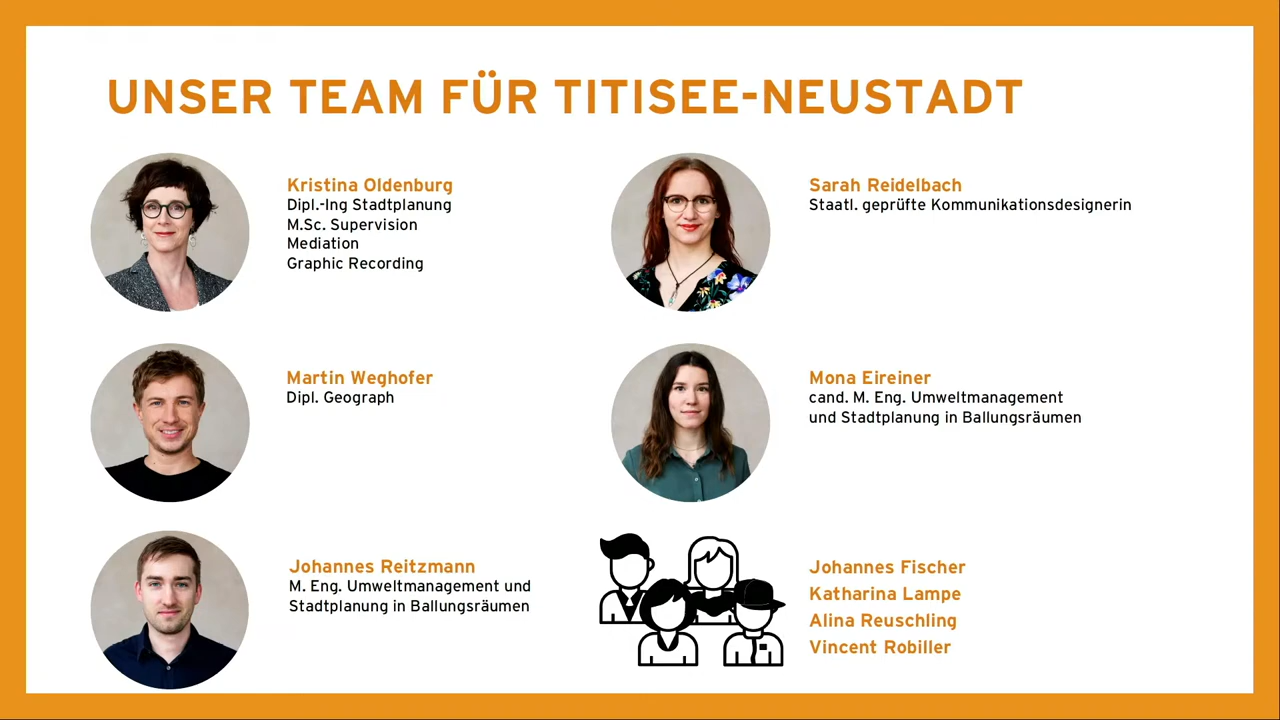 UNSER TEAM FÜR TITISEE-NEUSTADT
Kristina Oldenburg
Dipl.-Ing Stadtplanung
M.Sc. Supervision
Mediation
Graphic Recording
Sarah Reidelbach
Staatl. geprüfte Kommunikationsdesignerin
Martin Weghofer
Dipl. Geograph
Mona Eireiner
cand. M. Eng. Umweltmanagement
und Stadtplanung in Ballungsräumen
Johannes Reitzmann
M. Eng. Umweltmanagement und
Stadtplanung in Ballungsräumen
Johannes Fischer
Katharina Lampe
Alina Reuschling
Vincent Robiller